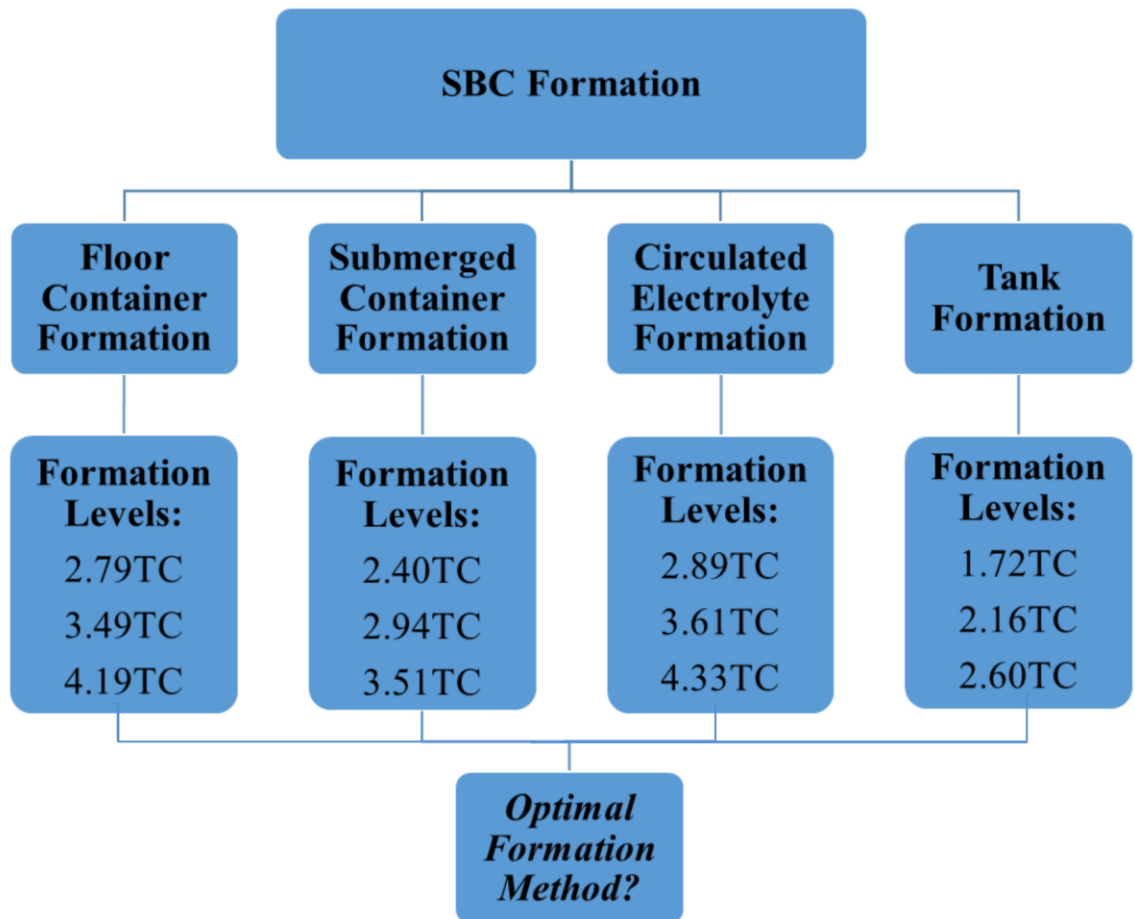 SBC Formation
Floor
Container
Formation
Submerged
Container
Formation
Circulated
Electrolyte
Formation
Tank
Formation
Formation
Levels:
2.79TC
3.49TC
4.19TC
Formation
Levels:
2.40TC
2.94TC
3.51TC
Formation
Levels:
2.89TC
3.61TC
4.33TC
Formation
Levels:
1.72TC
2.16TC
2.60TC
Optimal
Formation
Method?